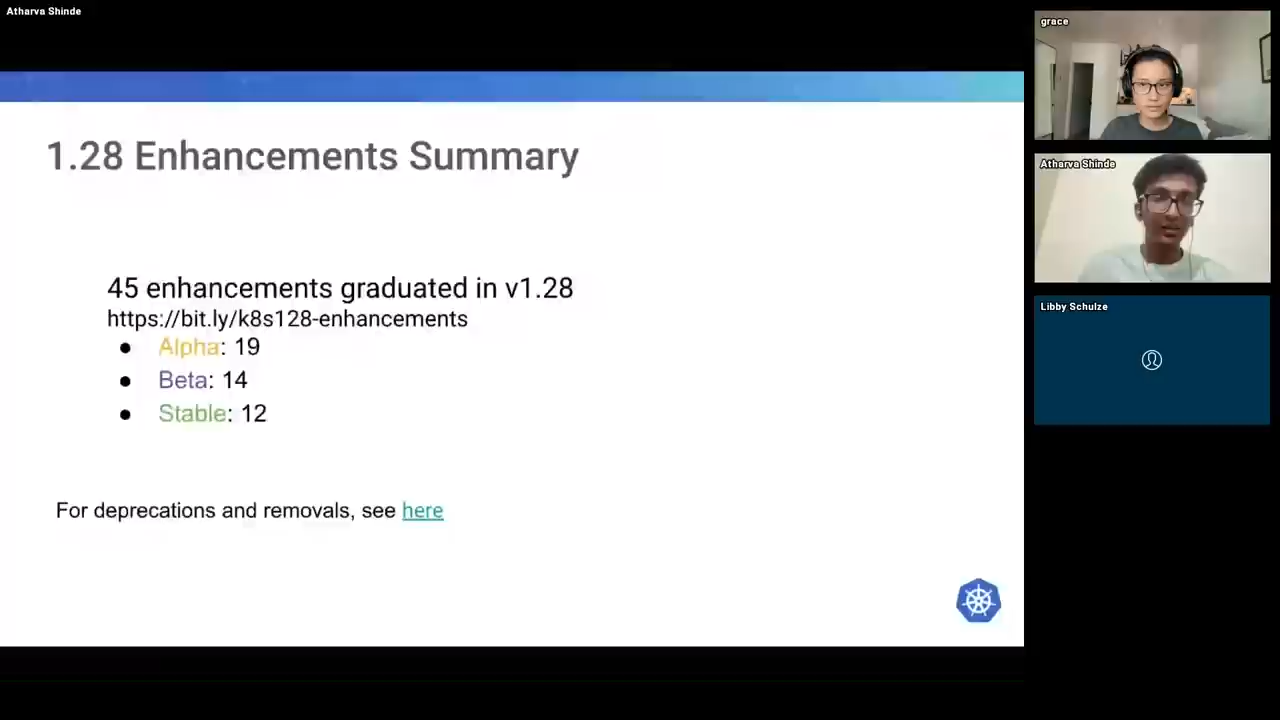 Atharva Shinde
1.28 Enhancements Summary
45 enhancements graduated in v1.28
https://bit.ly/k8s128-enhancements
● Alpha: 19
● Beta: 14
● Stable: 12
For deprecations and removals, see here
grace
Atharva Shinde
Libby Schulze